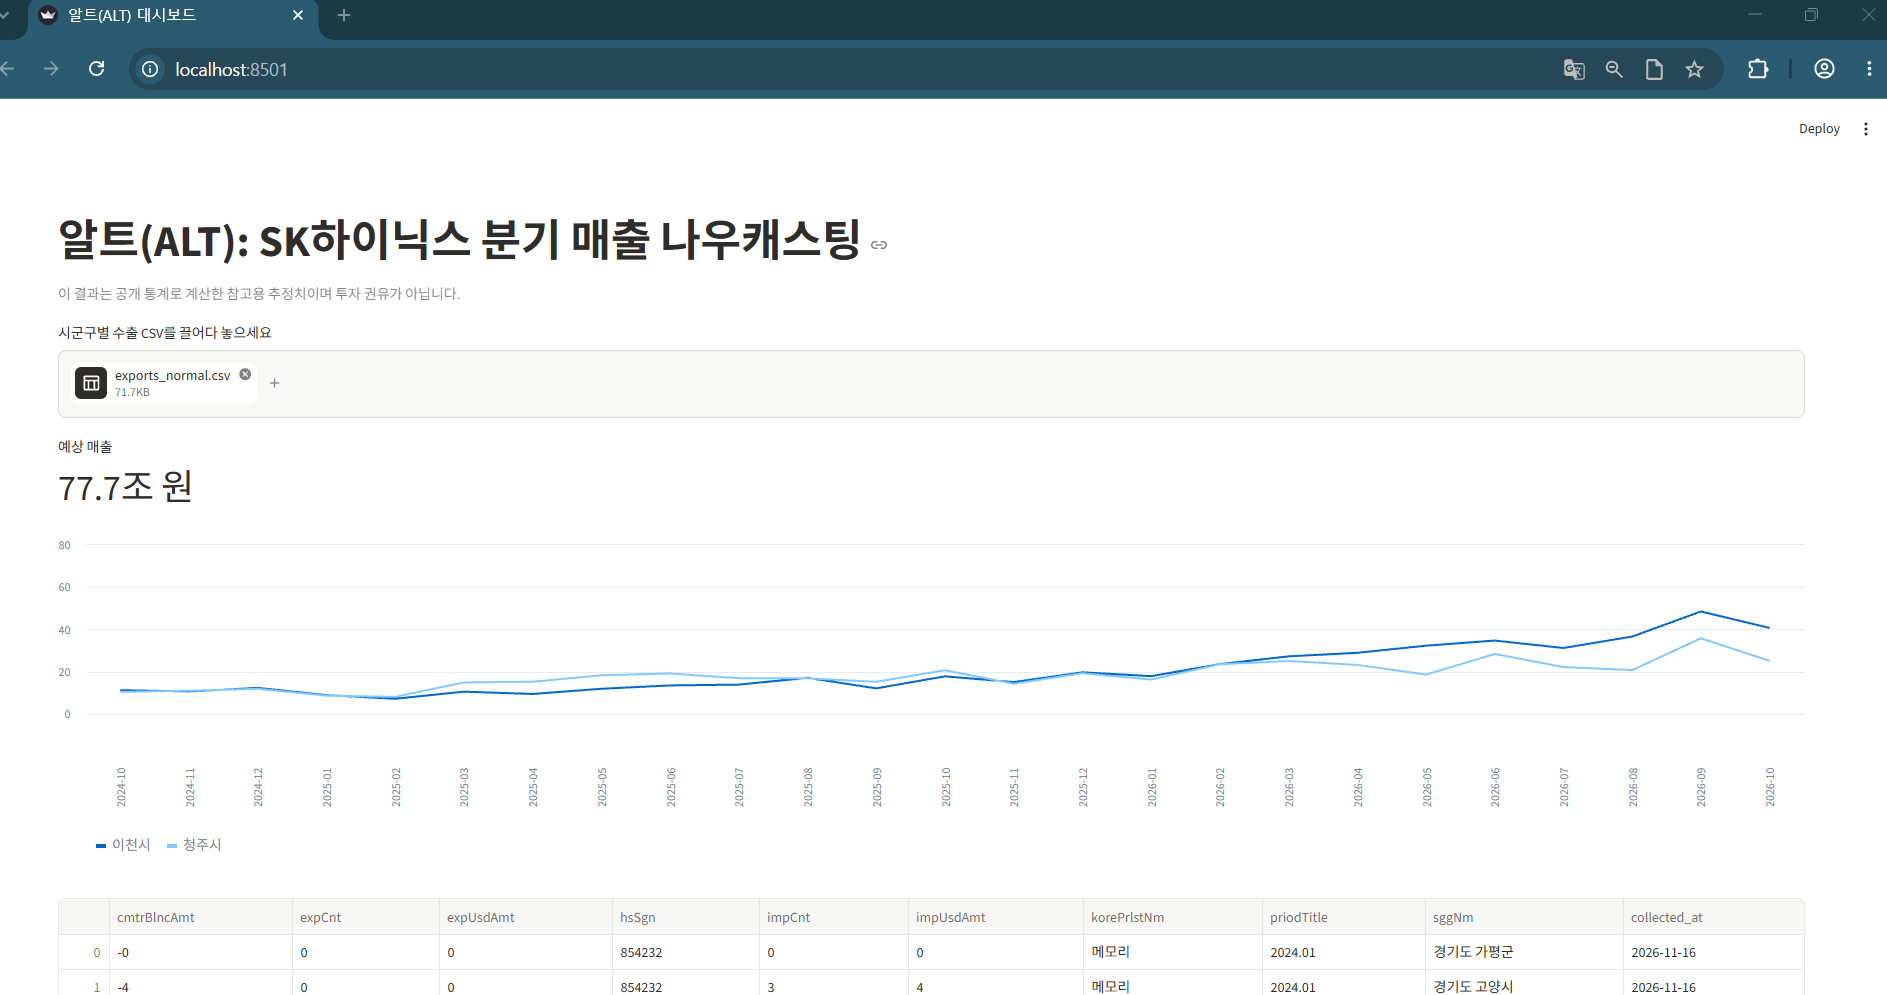 알트(ALT) 대시보드
localhost:8501
Deploy
알트(ALT): SK하이닉스 분기 매출 나우캐스팅
이 결과는 공개 통계로 계산한 참고용 추정치이며 투자 권유가 아닙니다.
시군구별 수출 CSV를 끌어다 놓으세요
exports_normal.csv
71.7KB
예상 매출
77.7조 원
80
60
40
20
0
2024-10 2024-11 2024-12 2025-01 2025-02 2025-03 2025-04 2025-05 2025-06 2025-07 2025-08 2025-09 2025-10 2025-11 2025-12 2026-01 2026-02 2026-03 2026-04 2026-05 2026-06 2026-07 2026-08 2026-09 2026-10
이천시 청주시
cmtrBlncAmt expCnt expUsdAmt hsSgn impCnt impUsdAmt korePrlstNm priodTitle sggNm collected_at
0 -0 0 0 854232 0 0 메모리 2024.01 경기도 가평군 2026-11-16
1 -4 0 0 854232 3 4 메모리 2024.01 경기도 고양시 2026-11-16